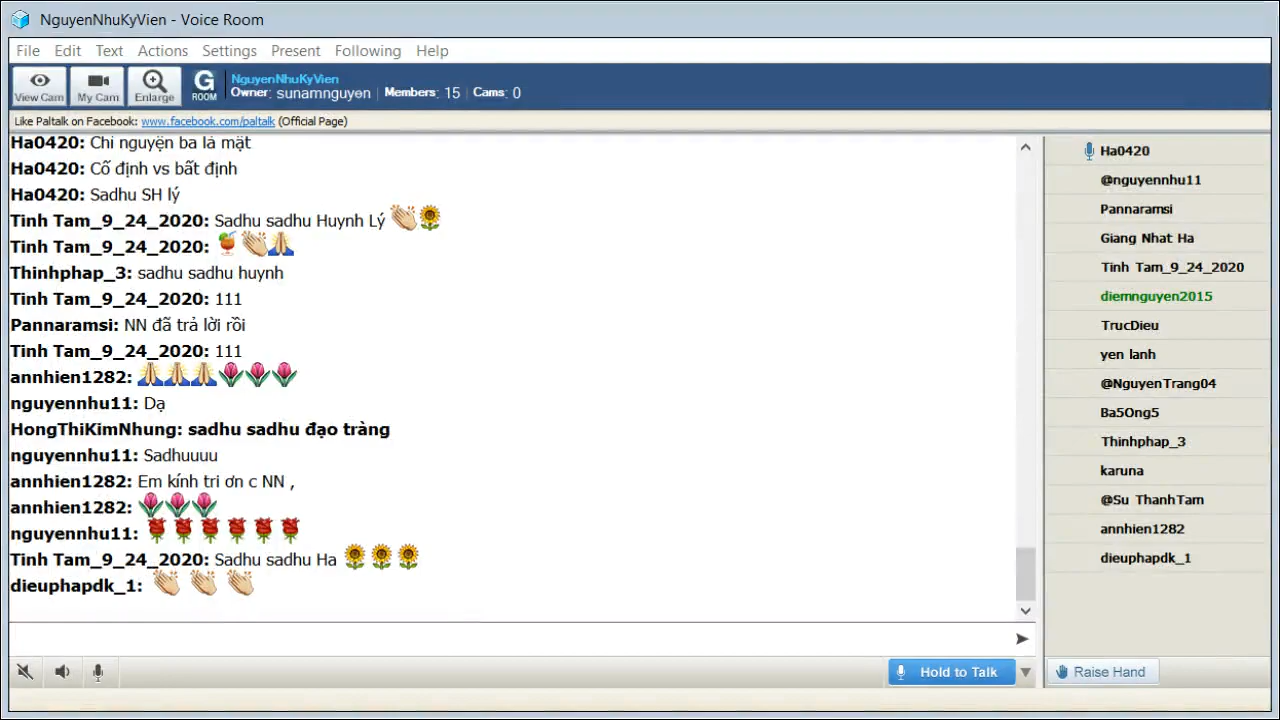 NguyenNhuKyVien - Voice Room
File Edit Text Actions Settings Present Following Help
View Cam
My Cam
Enlarge
G ROOM
NguyenNhuKyVien
Owner: sunamnguyen Members: 15 Cams: 0
Like Paltalk on Facebook: www.facebook.com/paltalk (Official Page)
Ha0420: Chỉ nguyện ba la mật
Ha0420: Cố định vs bất định
Ha0420: Sadhu SH lý
Tinh Tam_9_24_2020: Sadhu sadhu Huynh Lý 👏🌻
Tinh Tam_9_24_2020: 🍹👏🙏
Thinhphap_3: sadhu sadhu huynh
Tinh Tam_9_24_2020: 111
Pannaramsi: NN đã trả lời rồi
Tinh Tam_9_24_2020: 111
annhien1282: 🙏🙏🙏🌷🌷🌷
nguyennhu11: Dạ
HongThiKimNhung: sadhu sadhu đạo tràng
nguyennhu11: Sadhuuuu
annhien1282: Em kính tri ơn c NN ,
annhien1282: 🌷🌷🌷
nguyennhu11: 🌹🌹🌹🌹🌹🌹
Tinh Tam_9_24_2020: Sadhu sadhu Ha 🌻🌻🌻
dieuphapdk_1: 👏 👏 👏
Hold to Talk
Ha0420
@nguyennhu11
Pannaramsi
Giang Nhat Ha
Tinh Tam_9_24_2020
diemnguyen2015
TrucDieu
yen lanh
@NguyenTrang04
Ba5Ong5
Thinhphap_3
karuna
@Su ThanhTam
annhien1282
dieuphapdk_1
Raise Hand